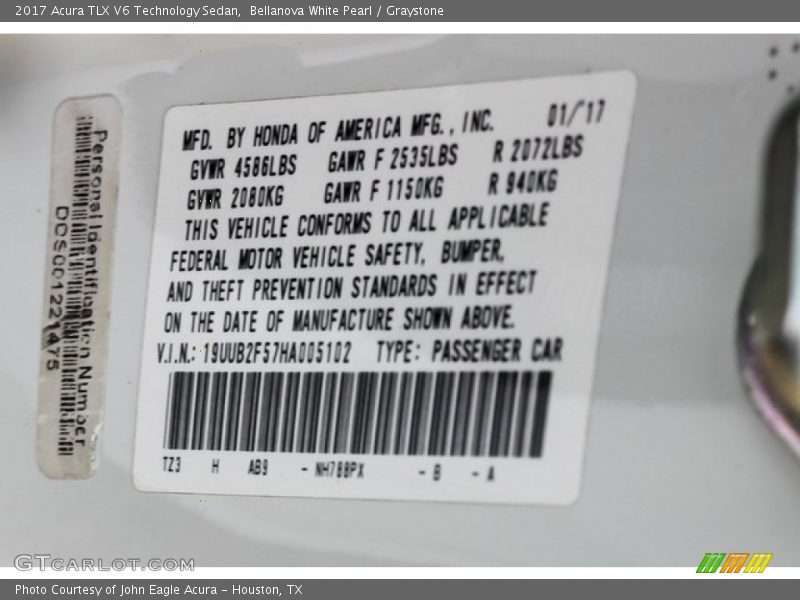 2017 Acura TLX V6 Technology Sedan,  Bellanova White Pearl / Graystone
Personal Identification Number
DDS001221475
MFD. BY HONDA OF AMERICA MFG., INC. 01/17
GVWR 4586LBS GAWR F 2535LBS R 2072LBS
GVWR 2080KG GAWR F 1150KG R 940KG
THIS VEHICLE CONFORMS TO ALL APPLICABLE
FEDERAL MOTOR VEHICLE SAFETY, BUMPER,
AND THEFT PREVENTION STANDARDS IN EFFECT
ON THE DATE OF MANUFACTURE SHOWN ABOVE.
V.I.N.: 19UUB2F57HA005102 TYPE: PASSENGER CAR
TZ3 H AB9 - NH788PX - B - A
GTCARLOT.COM
Photo Courtesy of John Eagle Acura - Houston, TX